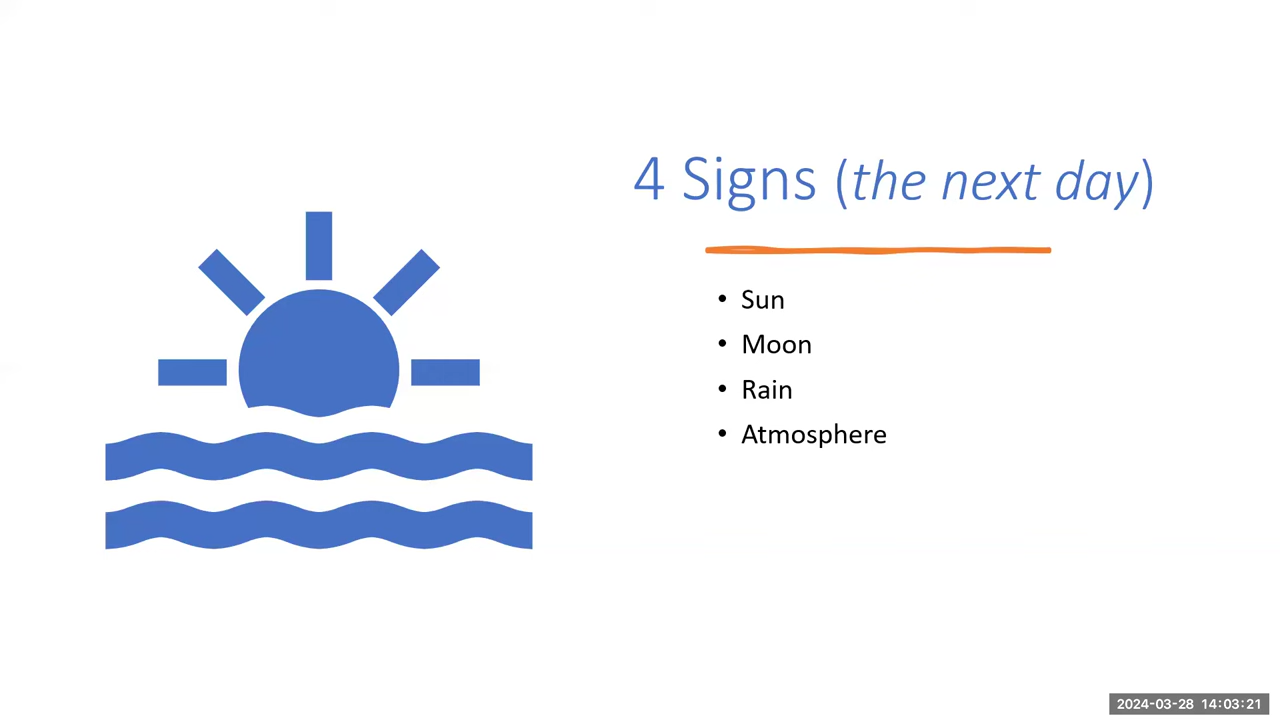 4 Signs (the next day)
• Sun
• Moon
• Rain
• Atmosphere
2024-03-28 14:03:21